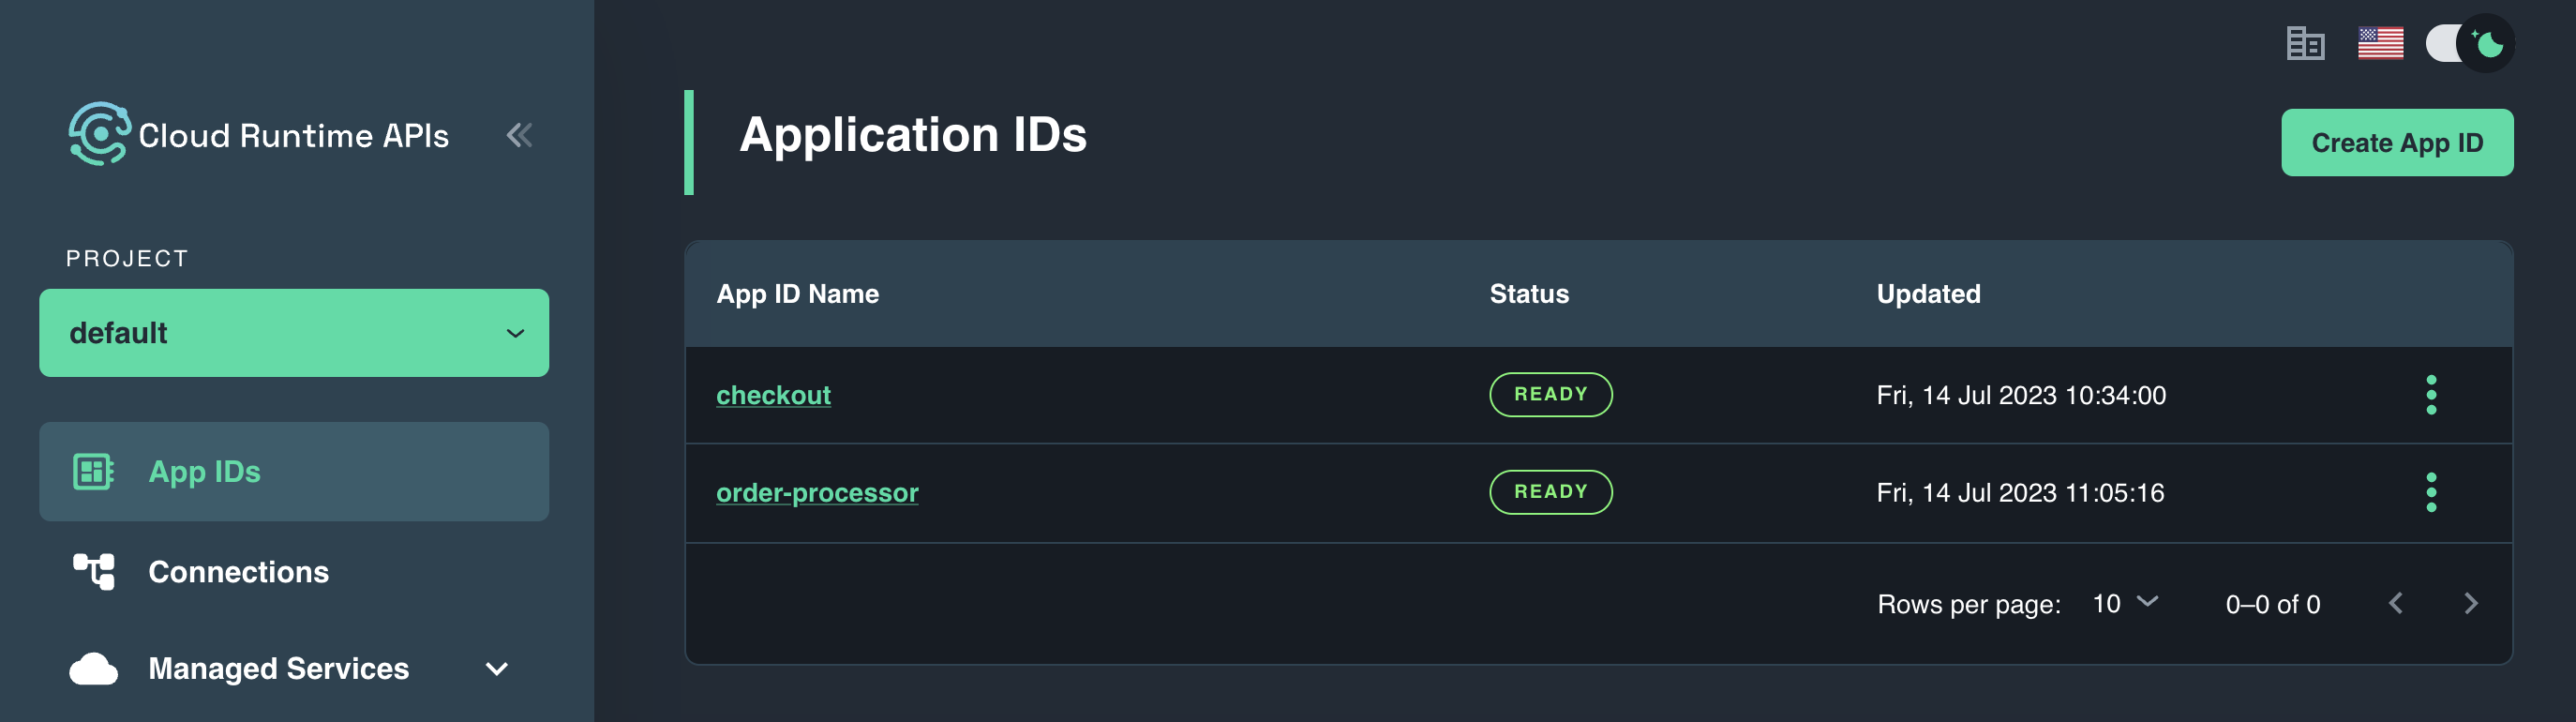 Cloud Runtime APIs
PROJECT
default
App IDs
Connections
Managed Services
Application IDs
Create App ID
App ID Name Status Updated
checkout READY Fri, 14 Jul 2023 10:34:00
order-processor READY Fri, 14 Jul 2023 11:05:16
Rows per page: 10 0–0 of 0